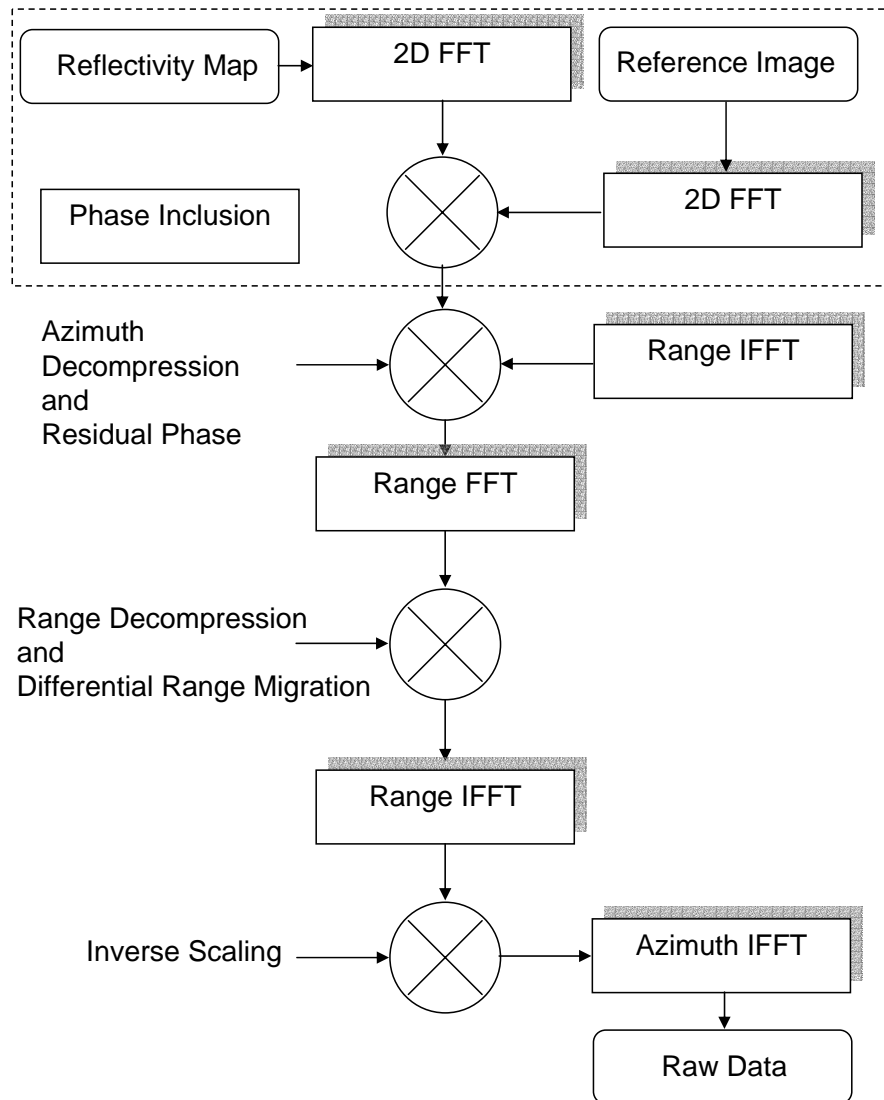 Reflectivity Map
2D FFT
Reference Image
Phase Inclusion
2D FFT
Azimuth
Decompression
and
Residual Phase
Range IFFT
Range FFT
Range Decompression
and
Differential Range Migration
Range IFFT
Inverse Scaling
Azimuth IFFT
Raw Data